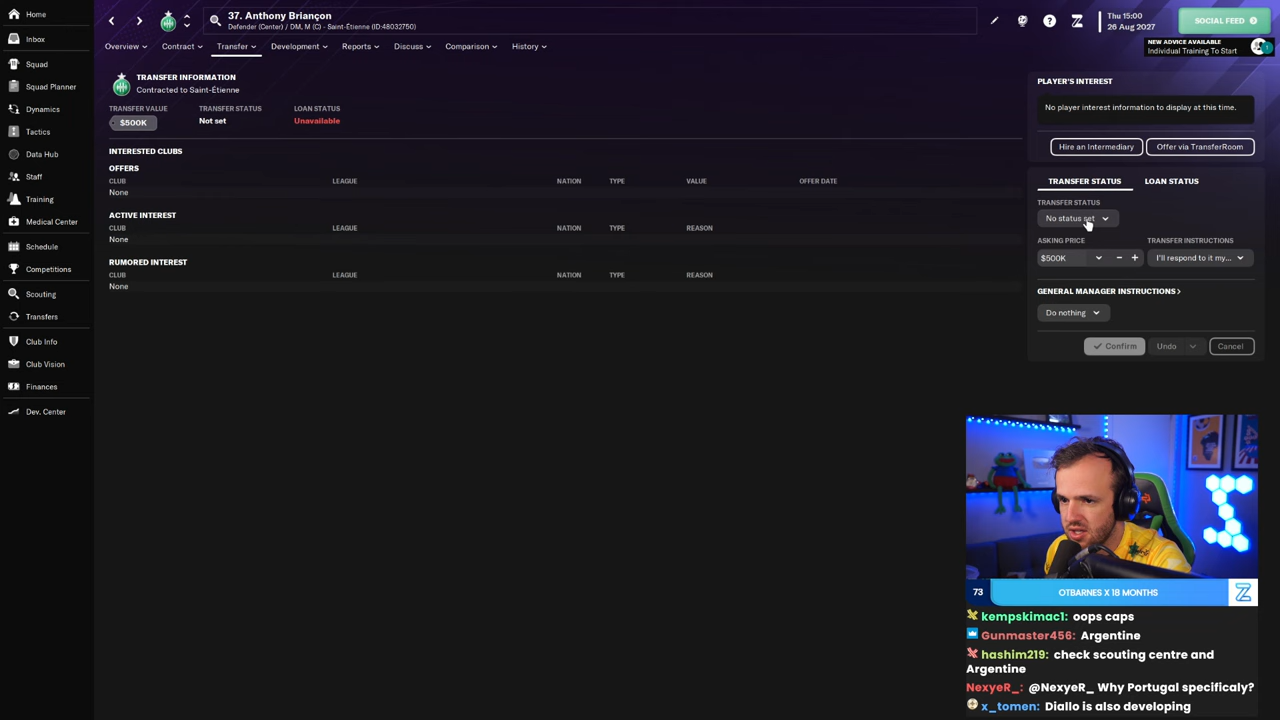 Home
Inbox
Squad
Squad Planner
Dynamics
Tactics
Data Hub
Staff
Training
Medical Center
Schedule
Competitions
Scouting
Transfers
Club Info
Club Vision
Finances
Dev. Center
37. Anthony Briançon
Defender (Center) / DM, M (C) - Saint-Étienne (ID:48032750)
Thu 15:00
26 Aug 2027
SOCIAL FEED
NEW ADVICE AVAILABLE
Individual Training To Start
1
Overview
Contract
Transfer
Development
Reports
Discuss
Comparison
History
TRANSFER INFORMATION
Contracted to Saint-Étienne
TRANSFER VALUE
TRANSFER STATUS
LOAN STATUS
$500K
Not set
Unavailable
INTERESTED CLUBS
OFFERS
CLUB LEAGUE NATION TYPE VALUE OFFER DATE
None
ACTIVE INTEREST
CLUB LEAGUE NATION TYPE REASON
None
RUMORED INTEREST
CLUB LEAGUE NATION TYPE REASON
None
PLAYER'S INTEREST
No player interest information to display at this time.
Hire an Intermediary
Offer via TransferRoom
TRANSFER STATUS
LOAN STATUS
TRANSFER STATUS
No status set
ASKING PRICE
TRANSFER INSTRUCTIONS
$500K
I'll respond to it my...
GENERAL MANAGER INSTRUCTIONS >
Do nothing
Confirm
Undo
Cancel
73
OTBARNES X 18 MONTHS
kempskimac1: oops caps
Gunmaster456: Argentine
hashim219: check scouting centre and
Argentine
NexyeR_: @NexyeR_ Why Portugal specificaly?
x_tomen: Diallo is also developing